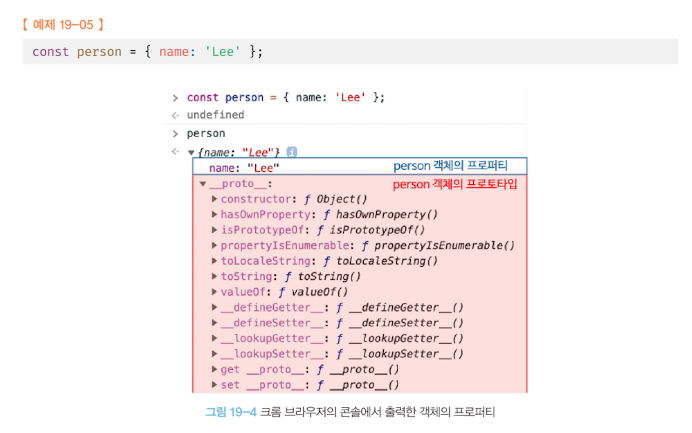 【 예제 19-05 】
const person = { name: 'Lee' };
> const person = { name: 'Lee' };
<· undefined
> person
<· ▼{name: "Lee"} i
name: "Lee" person 객체의 프로퍼티
▼__proto__: person 객체의 프로토타입
▶constructor: ƒ Object()
▶hasOwnProperty: ƒ hasOwnProperty()
▶isPrototypeOf: ƒ isPrototypeOf()
▶propertyIsEnumerable: ƒ propertyIsEnumerable()
▶toLocaleString: ƒ toLocaleString()
▶toString: ƒ toString()
▶valueOf: ƒ valueOf()
▶__defineGetter__: ƒ __defineGetter__()
▶__defineSetter__: ƒ __defineSetter__()
▶__lookupGetter__: ƒ __lookupGetter__()
▶__lookupSetter__: ƒ __lookupSetter__()
▶get __proto__: ƒ __proto__()
▶set __proto__: ƒ __proto__()
그림 19-4 크롬 브라우저의 콘솔에서 출력한 객체의 프로퍼티